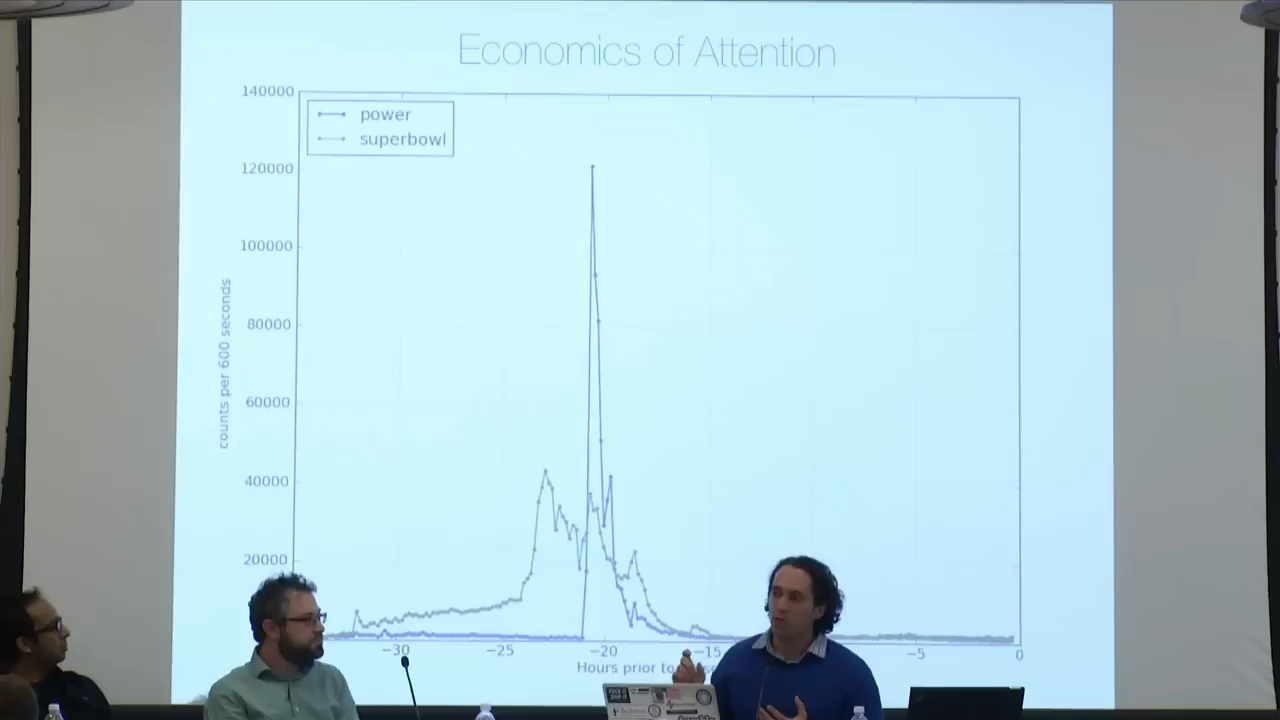 Economics of Attention
140000
power
superbowl
120000
100000
80000
60000
40000
20000
counts per 600 seconds
−30
−25
−20
−15
−5
0
Hours prior to